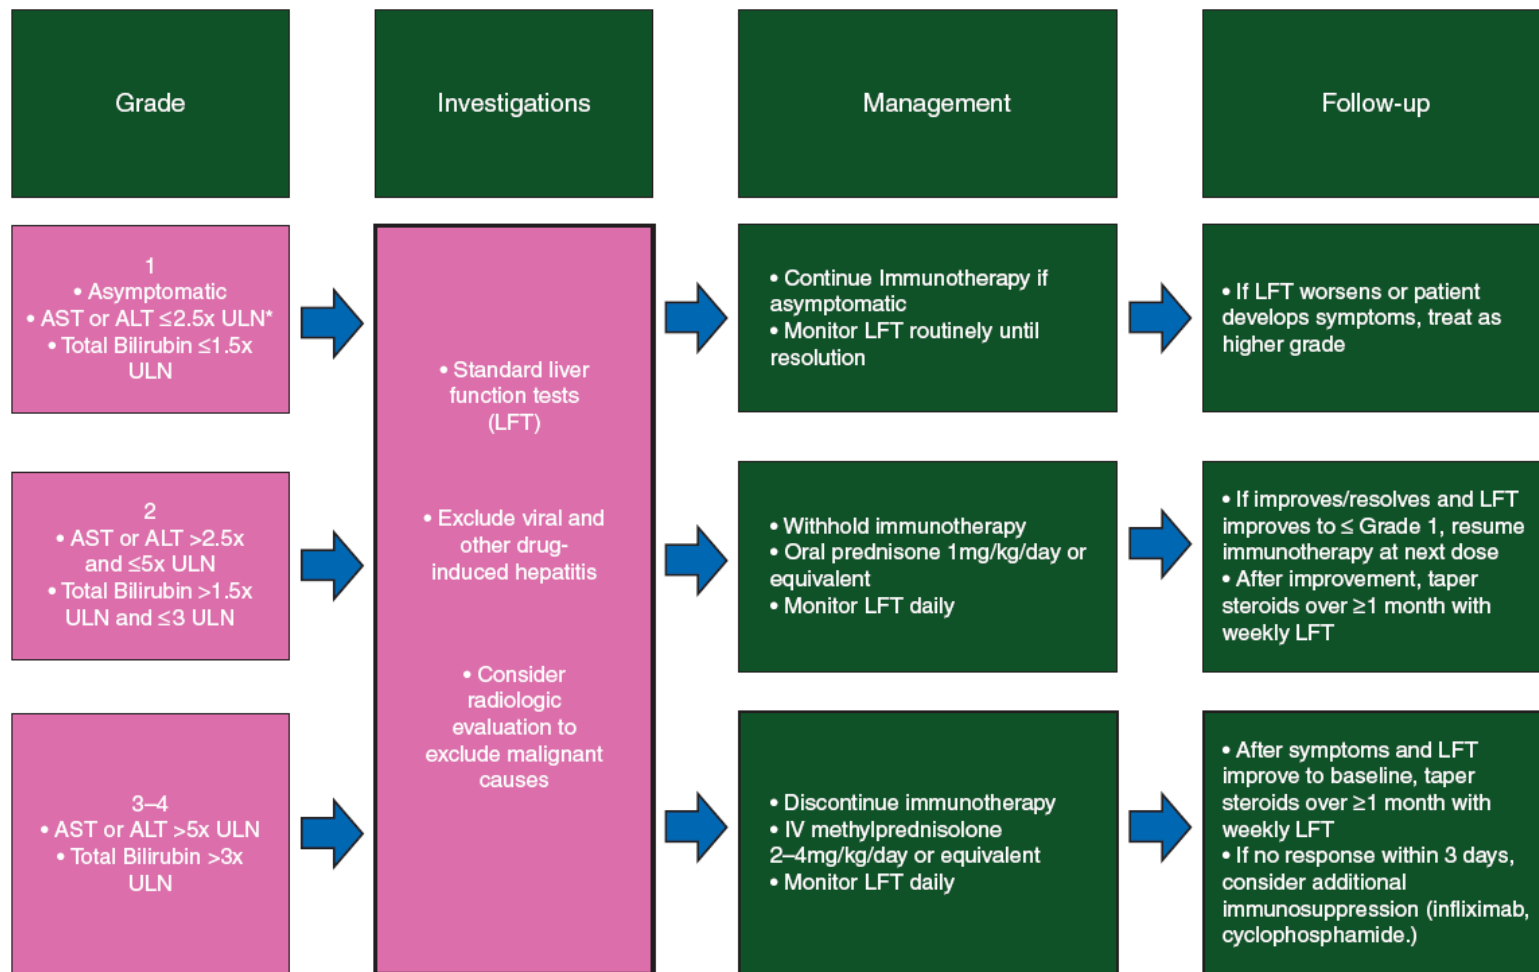 Grade
Investigations
Management
Follow-up
1
• Asymptomatic
• AST or ALT ≤2.5x ULN*
• Total Bilirubin ≤1.5x
ULN
2
• AST or ALT >2.5x
and ≤5x ULN
• Total Bilirubin >1.5x
ULN and ≤3 ULN
3–4
• AST or ALT >5x ULN
• Total Bilirubin >3x
ULN
• Standard liver
function tests
(LFT)
• Exclude viral and
other drug-
induced hepatitis
• Consider
radiologic
evaluation to
exclude malignant
causes
• Continue Immunotherapy if
asymptomatic
• Monitor LFT routinely until
resolution
• If LFT worsens or patient
develops symptoms, treat as
higher grade
• Withhold immunotherapy
• Oral prednisone 1mg/kg/day or
equivalent
• Monitor LFT daily
• If improves/resolves and LFT
improves to ≤ Grade 1, resume
immunotherapy at next dose
• After improvement, taper
steroids over ≥1 month with
weekly LFT
• Discontinue immunotherapy
• IV methylprednisolone
2–4mg/kg/day or equivalent
• Monitor LFT daily
• After symptoms and LFT
improve to baseline, taper
steroids over ≥1 month with
weekly LFT
• If no response within 3 days,
consider additional
immunosuppression (infliximab,
cyclophosphamide.)